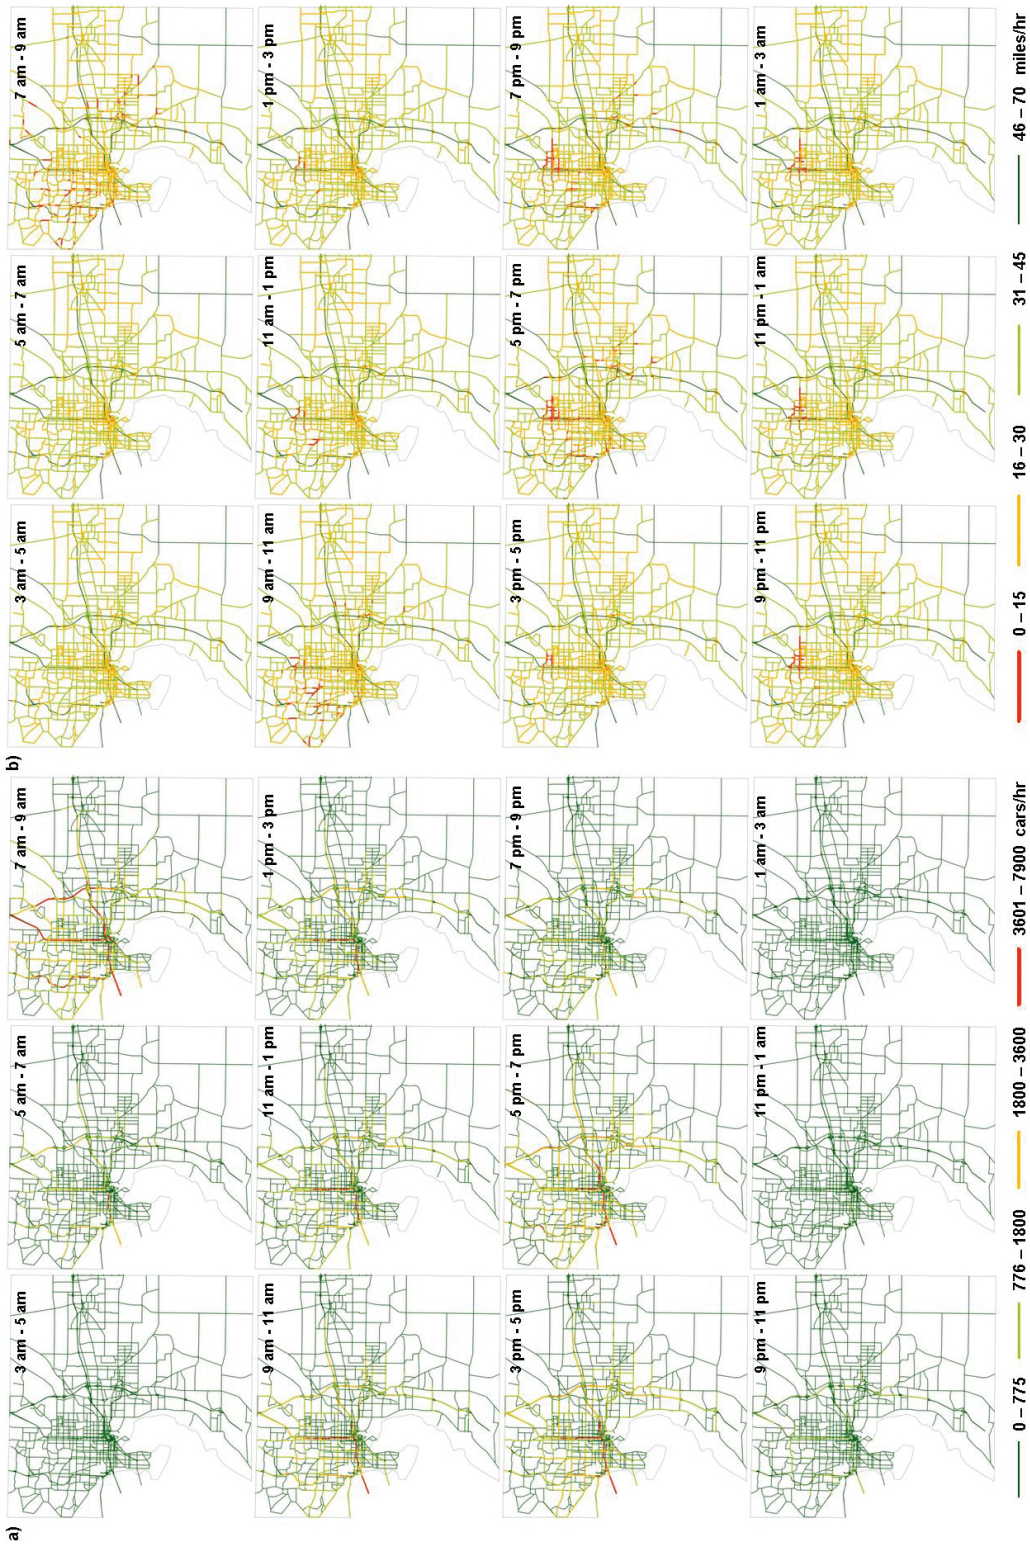 a)
3 am - 5 am
5 am - 7 am
7 am - 9 am
9 am - 11 am
11 am - 1 pm
1 pm - 3 pm
3 pm - 5 pm
5 pm - 7 pm
7 pm - 9 pm
9 pm - 11 pm
11 pm - 1 am
1 am - 3 am
0 – 775 776 – 1800 1800 – 3600 3601 – 7900 cars/hr
b)
3 am - 5 am
5 am - 7 am
7 am - 9 am
9 am - 11 am
11 am - 1 pm
1 pm - 3 pm
3 pm - 5 pm
5 pm - 7 pm
7 pm - 9 pm
9 pm - 11 pm
11 pm - 1 am
1 am - 3 am
0 – 15 16 – 30 31 – 45 46 – 70 miles/hr